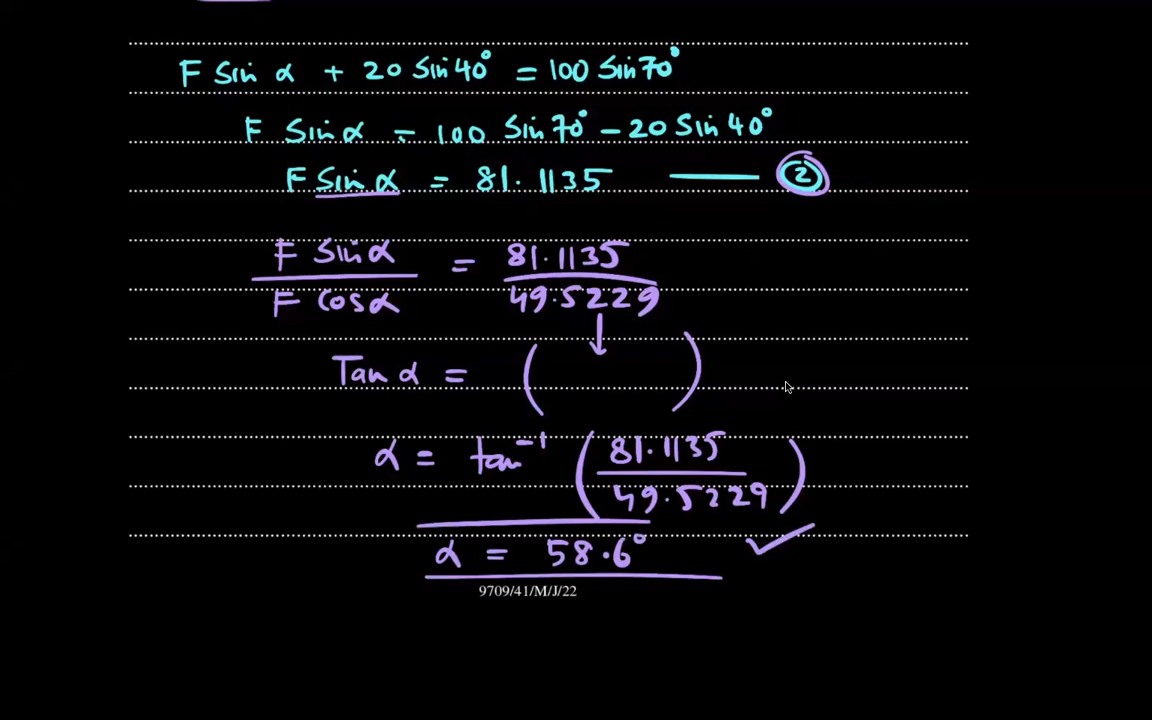 F Sin α + 20 Sin 40° = 100 Sin 70°
F Sin α = 100 Sin 70° - 20 Sin 40°
F Sin α = 81.1135 —— ②
F Sin α / F Cos α = 81.1135 / 49.5229
Tan α = ( )
α = tan⁻¹ ( 81.1135 / 49.5229 )
α = 58.6° ✓
9709/41/M/J/22